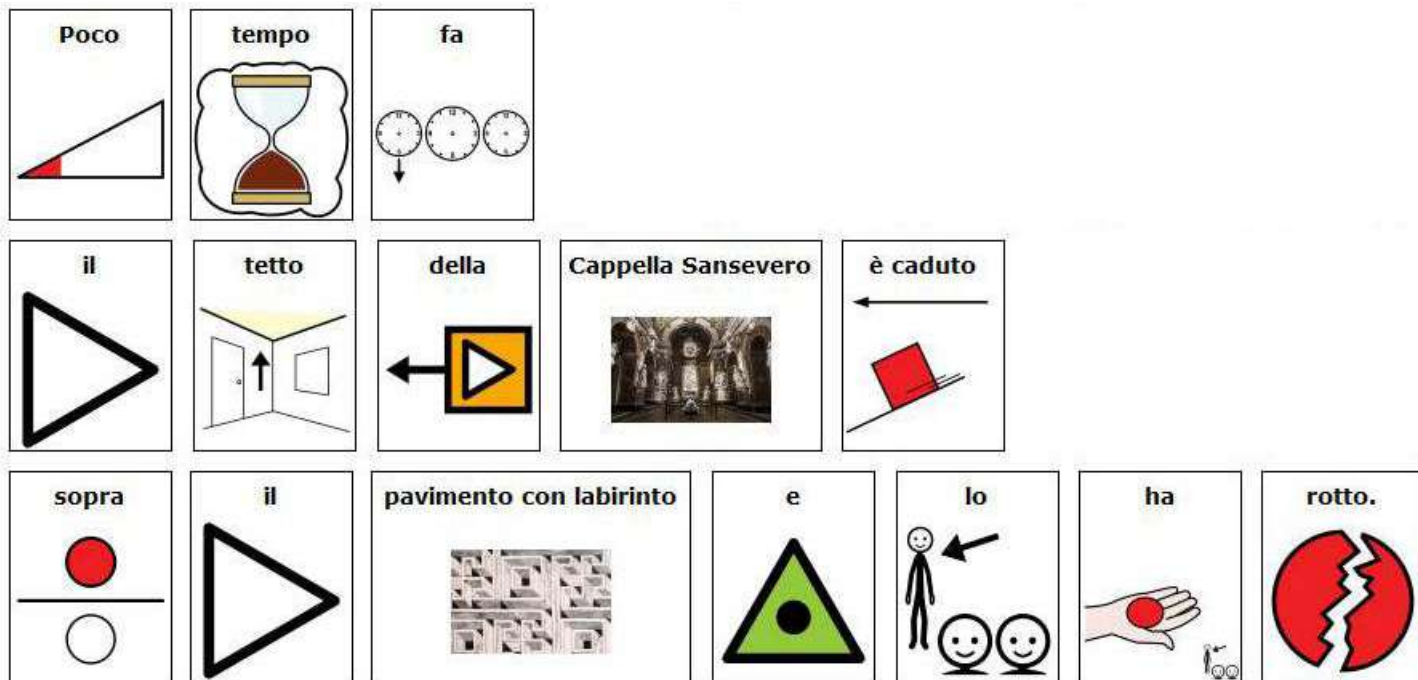 Poco tempo fa
il tetto della Cappella Sansevero è caduto
sopra il pavimento con labirinto e lo ha rotto.